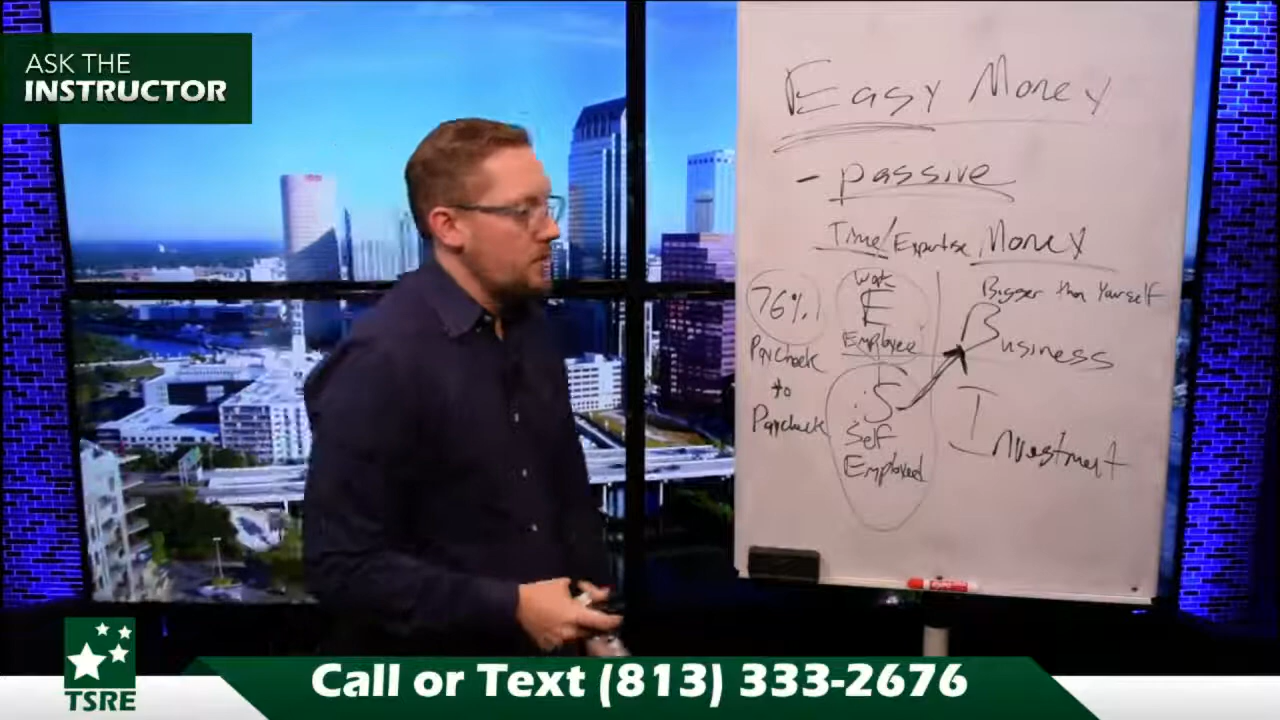 ASK THE
INSTRUCTOR
Easy Money
- passive
Time/Expertise Money
76%
Paycheck
to
Paycheck
Work
E
Employee
S
Self
Employed
Bigger than Yourself
Business
Investment
TSRE
Call or Text (813) 333-2676